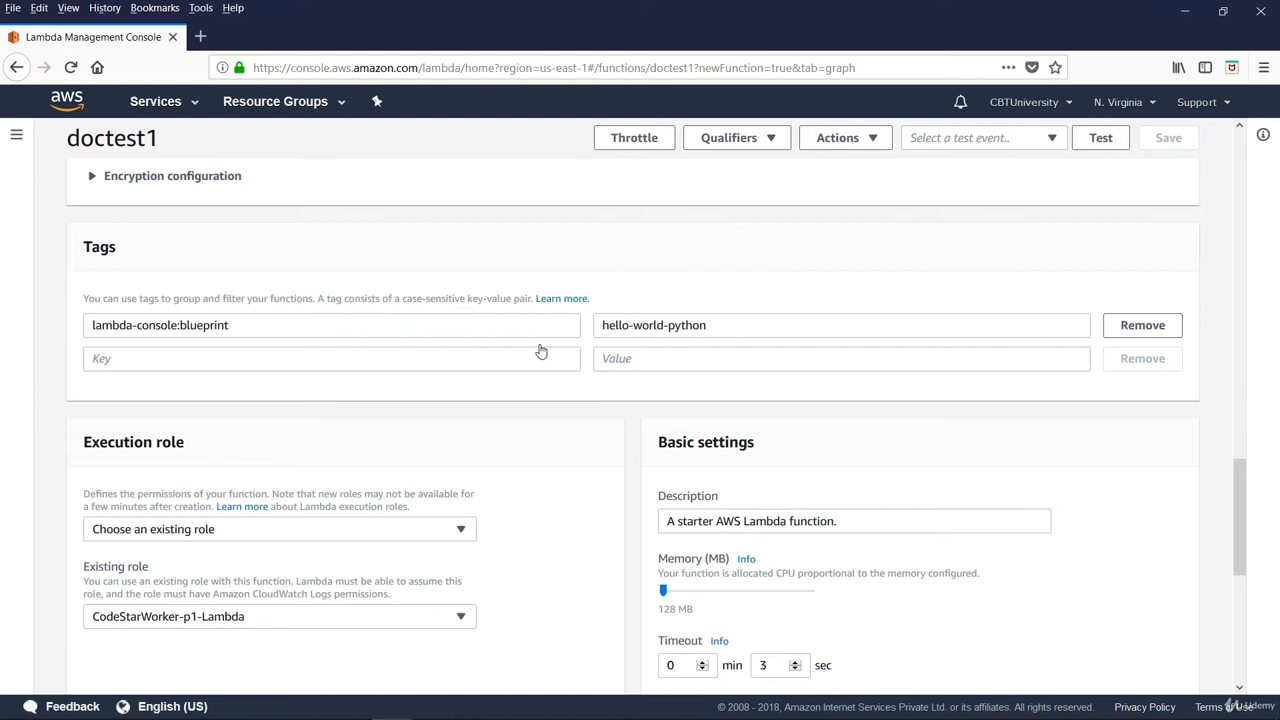 File Edit View History Bookmarks Tools Help
Lambda Management Console
https://console.aws.amazon.com/lambda/home?region=us-east-1#/functions/doctest1?newFunction=true&tab=graph
aws Services Resource Groups CBTUniversity N. Virginia Support
doctest1 Throttle Qualifiers Actions Select a test event.. Test Save
Encryption configuration
Tags
You can use tags to group and filter your functions. A tag consists of a case-sensitive key-value pair. Learn more.
lambda-console:blueprint hello-world-python Remove
Key Value Remove
Execution role
Defines the permissions of your function. Note that new roles may not be available for
a few minutes after creation. Learn more about Lambda execution roles.
Choose an existing role
Existing role
You can use an existing role with this function. Lambda must be able to assume this
role, and the role must have Amazon CloudWatch Logs permissions.
CodeStarWorker-p1-Lambda
Basic settings
Description
A starter AWS Lambda function.
Memory (MB) Info
Your function is allocated CPU proportional to the memory configured.
128 MB
Timeout Info
0 min 3 sec
Feedback English (US) © 2008 - 2018, Amazon Internet Services Private Ltd. or its affiliates. All rights reserved. Privacy Policy Terms of Use
Udemy